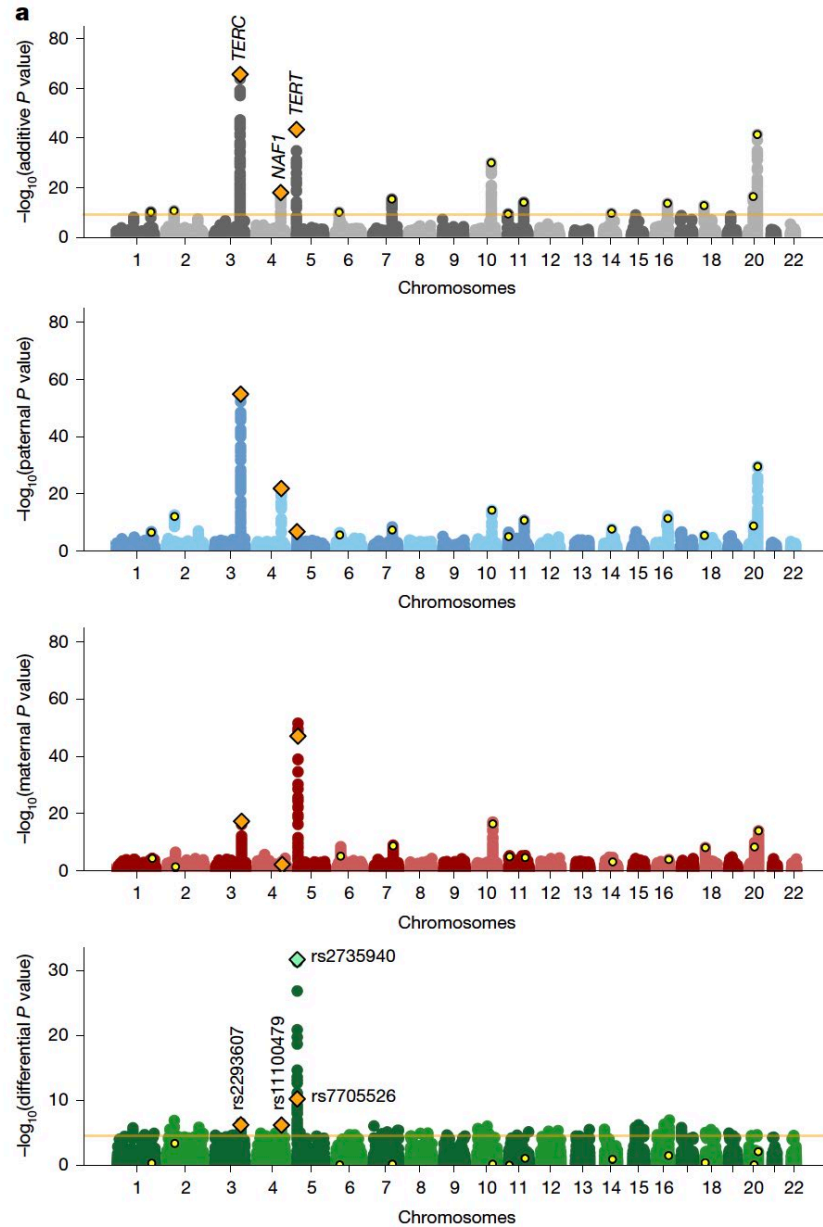 a
80
60
40
20
0
−log10(additive P value)
TERC
NAF1
TERT
1 2 3 4 5 6 7 8 9 10 11 12 13 14 15 16 18 20 22
Chromosomes
80
60
40
20
0
−log10(paternal P value)
1 2 3 4 5 6 7 8 9 10 11 12 13 14 15 16 18 20 22
Chromosomes
80
60
40
20
0
−log10(maternal P value)
1 2 3 4 5 6 7 8 9 10 11 12 13 14 15 16 18 20 22
Chromosomes
30
20
10
0
−log10(differential P value)
rs2735940
rs2293607
rs11100479
rs7705526
1 2 3 4 5 6 7 8 9 10 11 12 13 14 15 16 18 20 22
Chromosomes